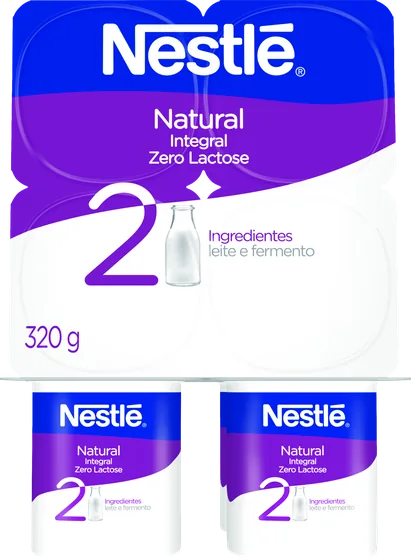 Nestlé®
Natural
Integral
Zero Lactose
2
Ingredientes
leite e fermento
320 g
Nestlé®
Natural
Integral
Zero Lactose
2
Ingredientes
leite e fermento
Nestlé®
Natural
Integral
Zero Lactose
2
Ingredientes
leite e fermento